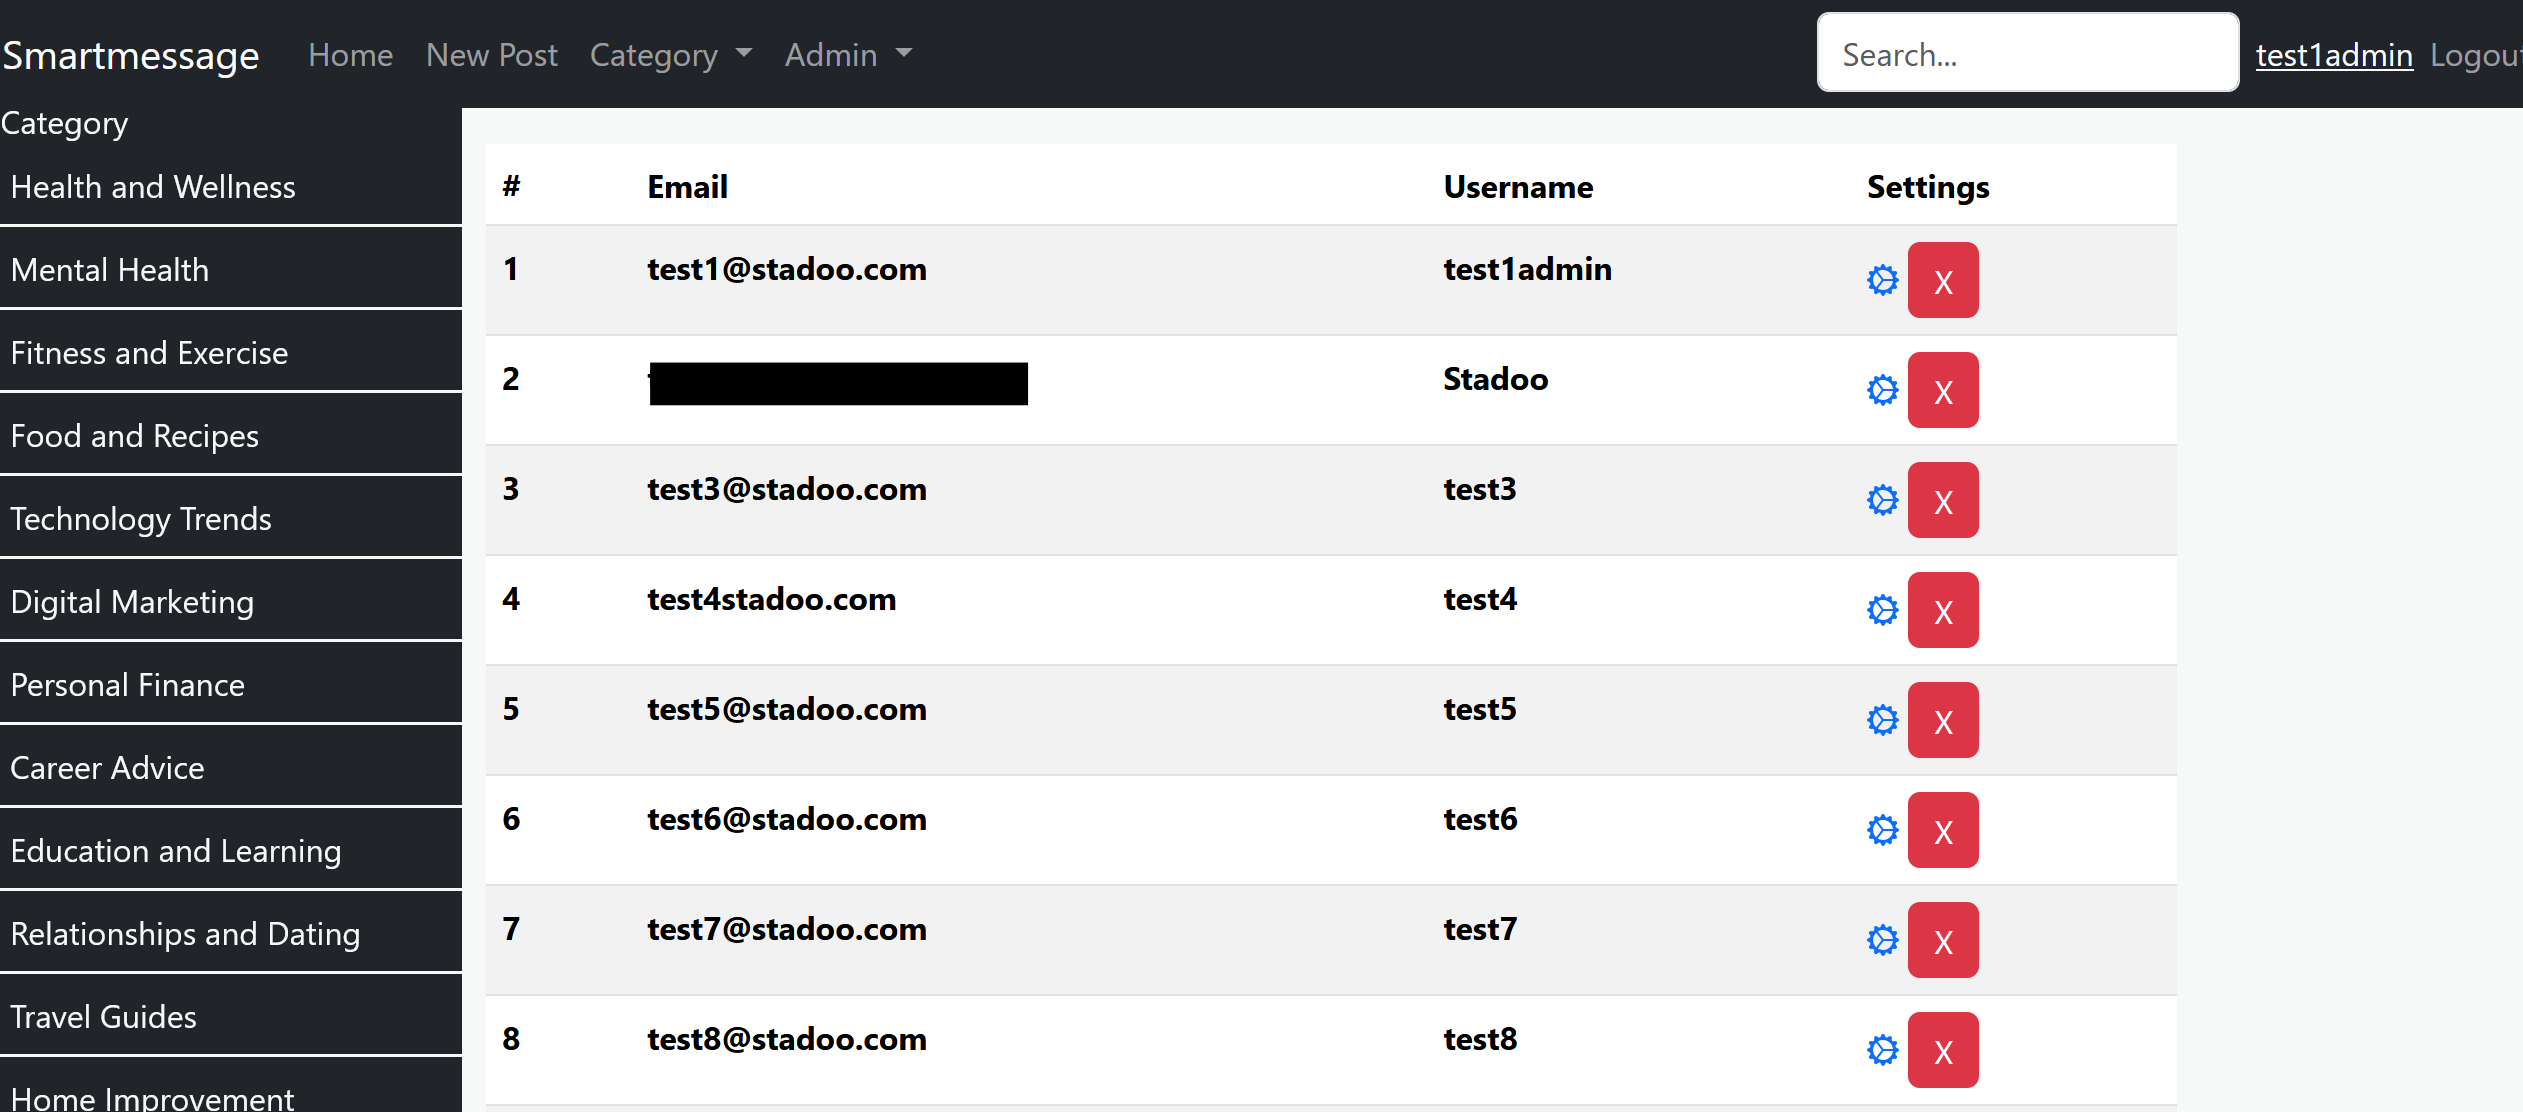 Smartmessage Home New Post Category Admin Search... test1admin Logout
Category
Health and Wellness
Mental Health
Fitness and Exercise
Food and Recipes
Technology Trends
Digital Marketing
Personal Finance
Career Advice
Education and Learning
Relationships and Dating
Travel Guides
Home Improvement
# Email Username Settings
1 test1@stadoo.com test1admin X
2 Stadoo X
3 test3@stadoo.com test3 X
4 test4stadoo.com test4 X
5 test5@stadoo.com test5 X
6 test6@stadoo.com test6 X
7 test7@stadoo.com test7 X
8 test8@stadoo.com test8 X